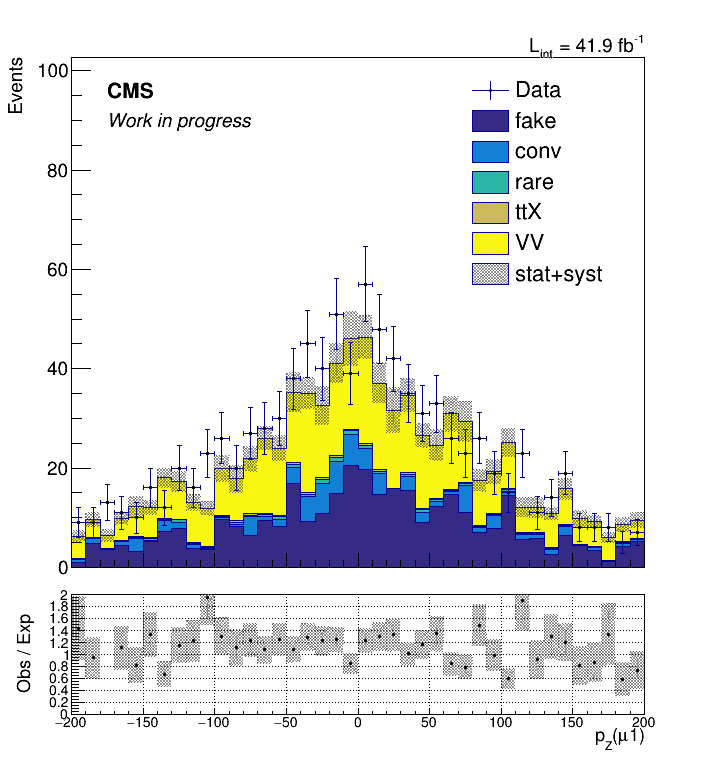 L_int = 41.9 fb^-1
Events
100
80
60
40
20
0
CMS
Work in progress
Data
fake
conv
rare
ttX
VV
stat+syst
Obs / Exp
2
1.8
1.6
1.4
1.2
1
0.8
0.6
0.4
0.2
0
−200 −150 −100 −50 0 50 100 150 200
p_Z(μ1)